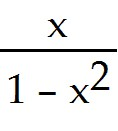 x
1 − x²